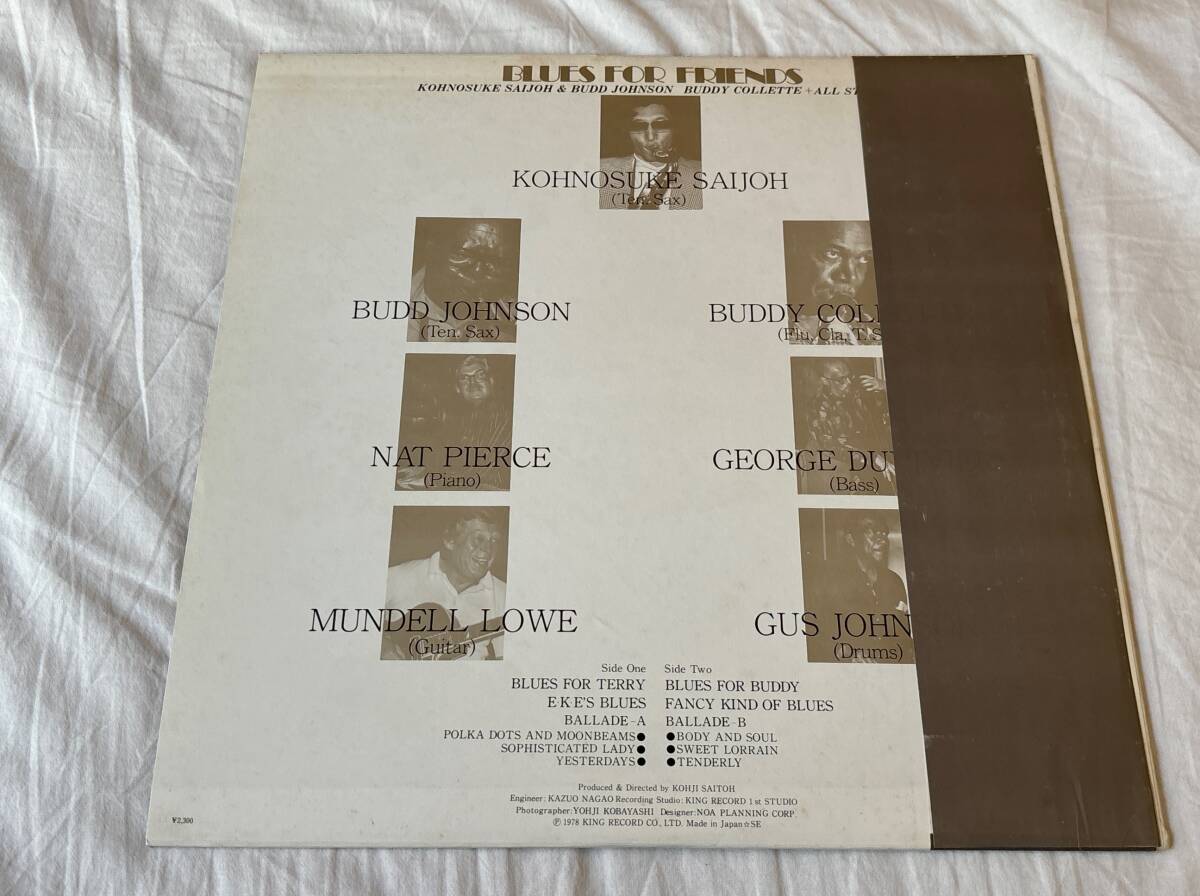 BLUES FOR FRIENDS
KOHNOSUKE SAIJOH & BUDD JOHNSON BUDDY COLLETTE + ALL ST
KOHNOSUKE SAIJOH
(Ten. Sax)
BUDD JOHNSON
(Ten. Sax)
BUDDY COLL
(Flu, Cla, T. S
NAT PIERCE
(Piano)
GEORGE DU
(Bass)
MUNDELL LOWE
(Guitar)
GUS JOHN
(Drums)
Side One
BLUES FOR TERRY
E·K·E'S BLUES
BALLADE-A
POLKA DOTS AND MOONBEAMS●
SOPHISTICATED LADY●
YESTERDAYS●
Side Two
BLUES FOR BUDDY
FANCY KIND OF BLUES
BALLADE-B
●BODY AND SOUL
●SWEET LORRAIN
●TENDERLY
Produced & Directed by KOHJI SAITOH
Engineer: KAZUO NAGAO Recording Studio: KING RECORD 1st STUDIO
Photographer: YOHJI KOBAYASHI Designer: NOA PLANNING CORP.
Ⓟ 1978 KING RECORD CO., LTD. Made in Japan☆SE
¥2,300